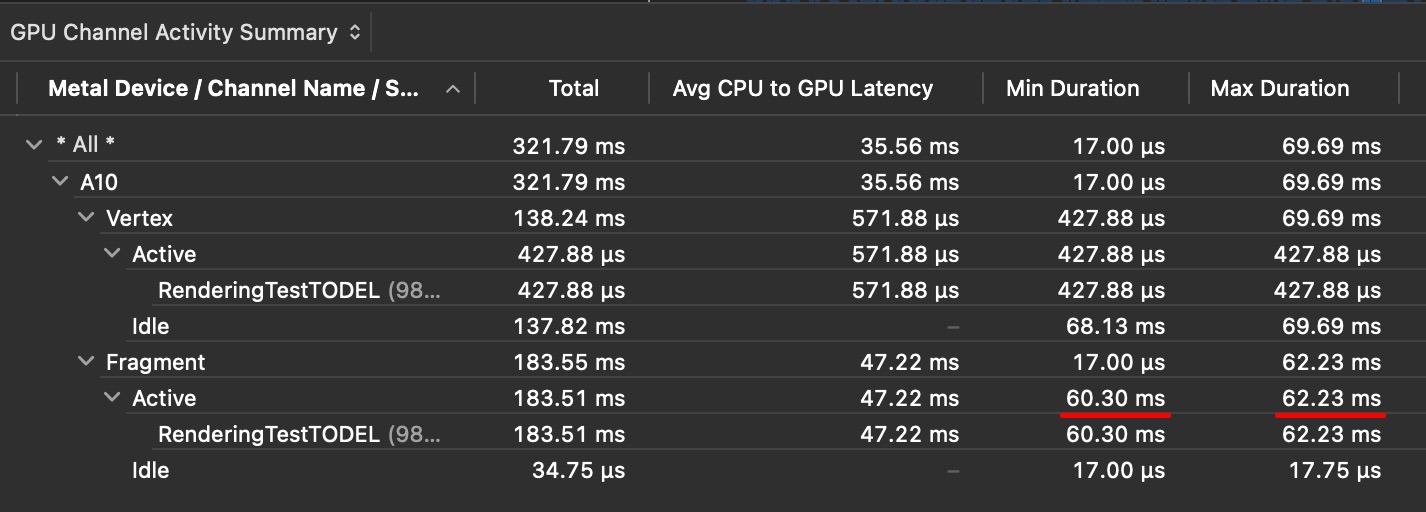 GPU Channel Activity Summary
Metal Device / Channel Name / S... Total Avg CPU to GPU Latency Min Duration Max Duration
* All * 321.79 ms 35.56 ms 17.00 µs 69.69 ms
A10 321.79 ms 35.56 ms 17.00 µs 69.69 ms
Vertex 138.24 ms 571.88 µs 427.88 µs 69.69 ms
Active 427.88 µs 571.88 µs 427.88 µs 427.88 µs
RenderingTestTODEL (98... 427.88 µs 571.88 µs 427.88 µs 427.88 µs
Idle 137.82 ms – 68.13 ms 69.69 ms
Fragment 183.55 ms 47.22 ms 17.00 µs 62.23 ms
Active 183.51 ms 47.22 ms 60.30 ms 62.23 ms
RenderingTestTODEL (98... 183.51 ms 47.22 ms 60.30 ms 62.23 ms
Idle 34.75 µs – 17.00 µs 17.75 µs